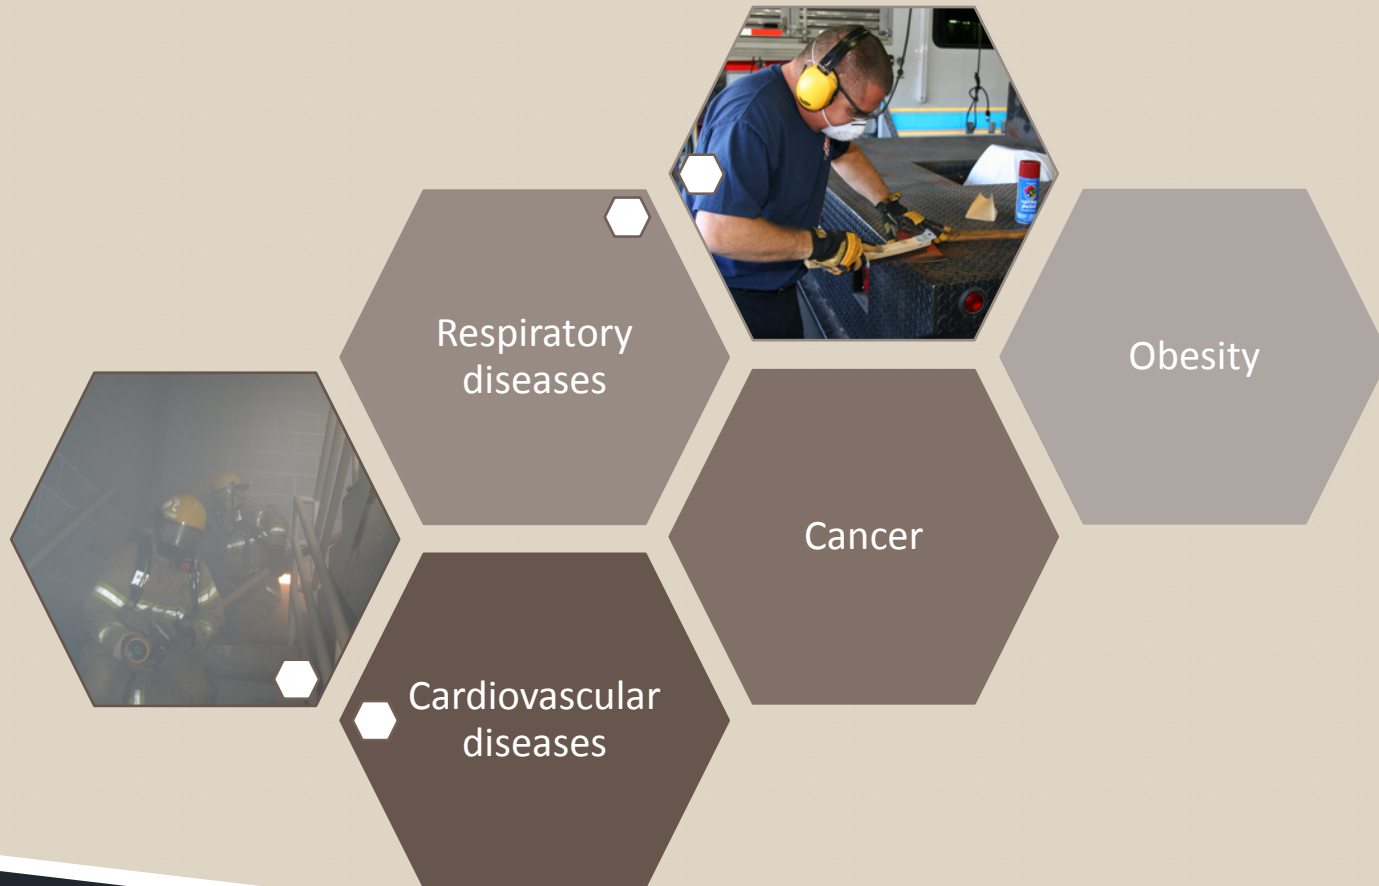 Respiratory
diseases
Obesity
Cancer
Cardiovascular
diseases